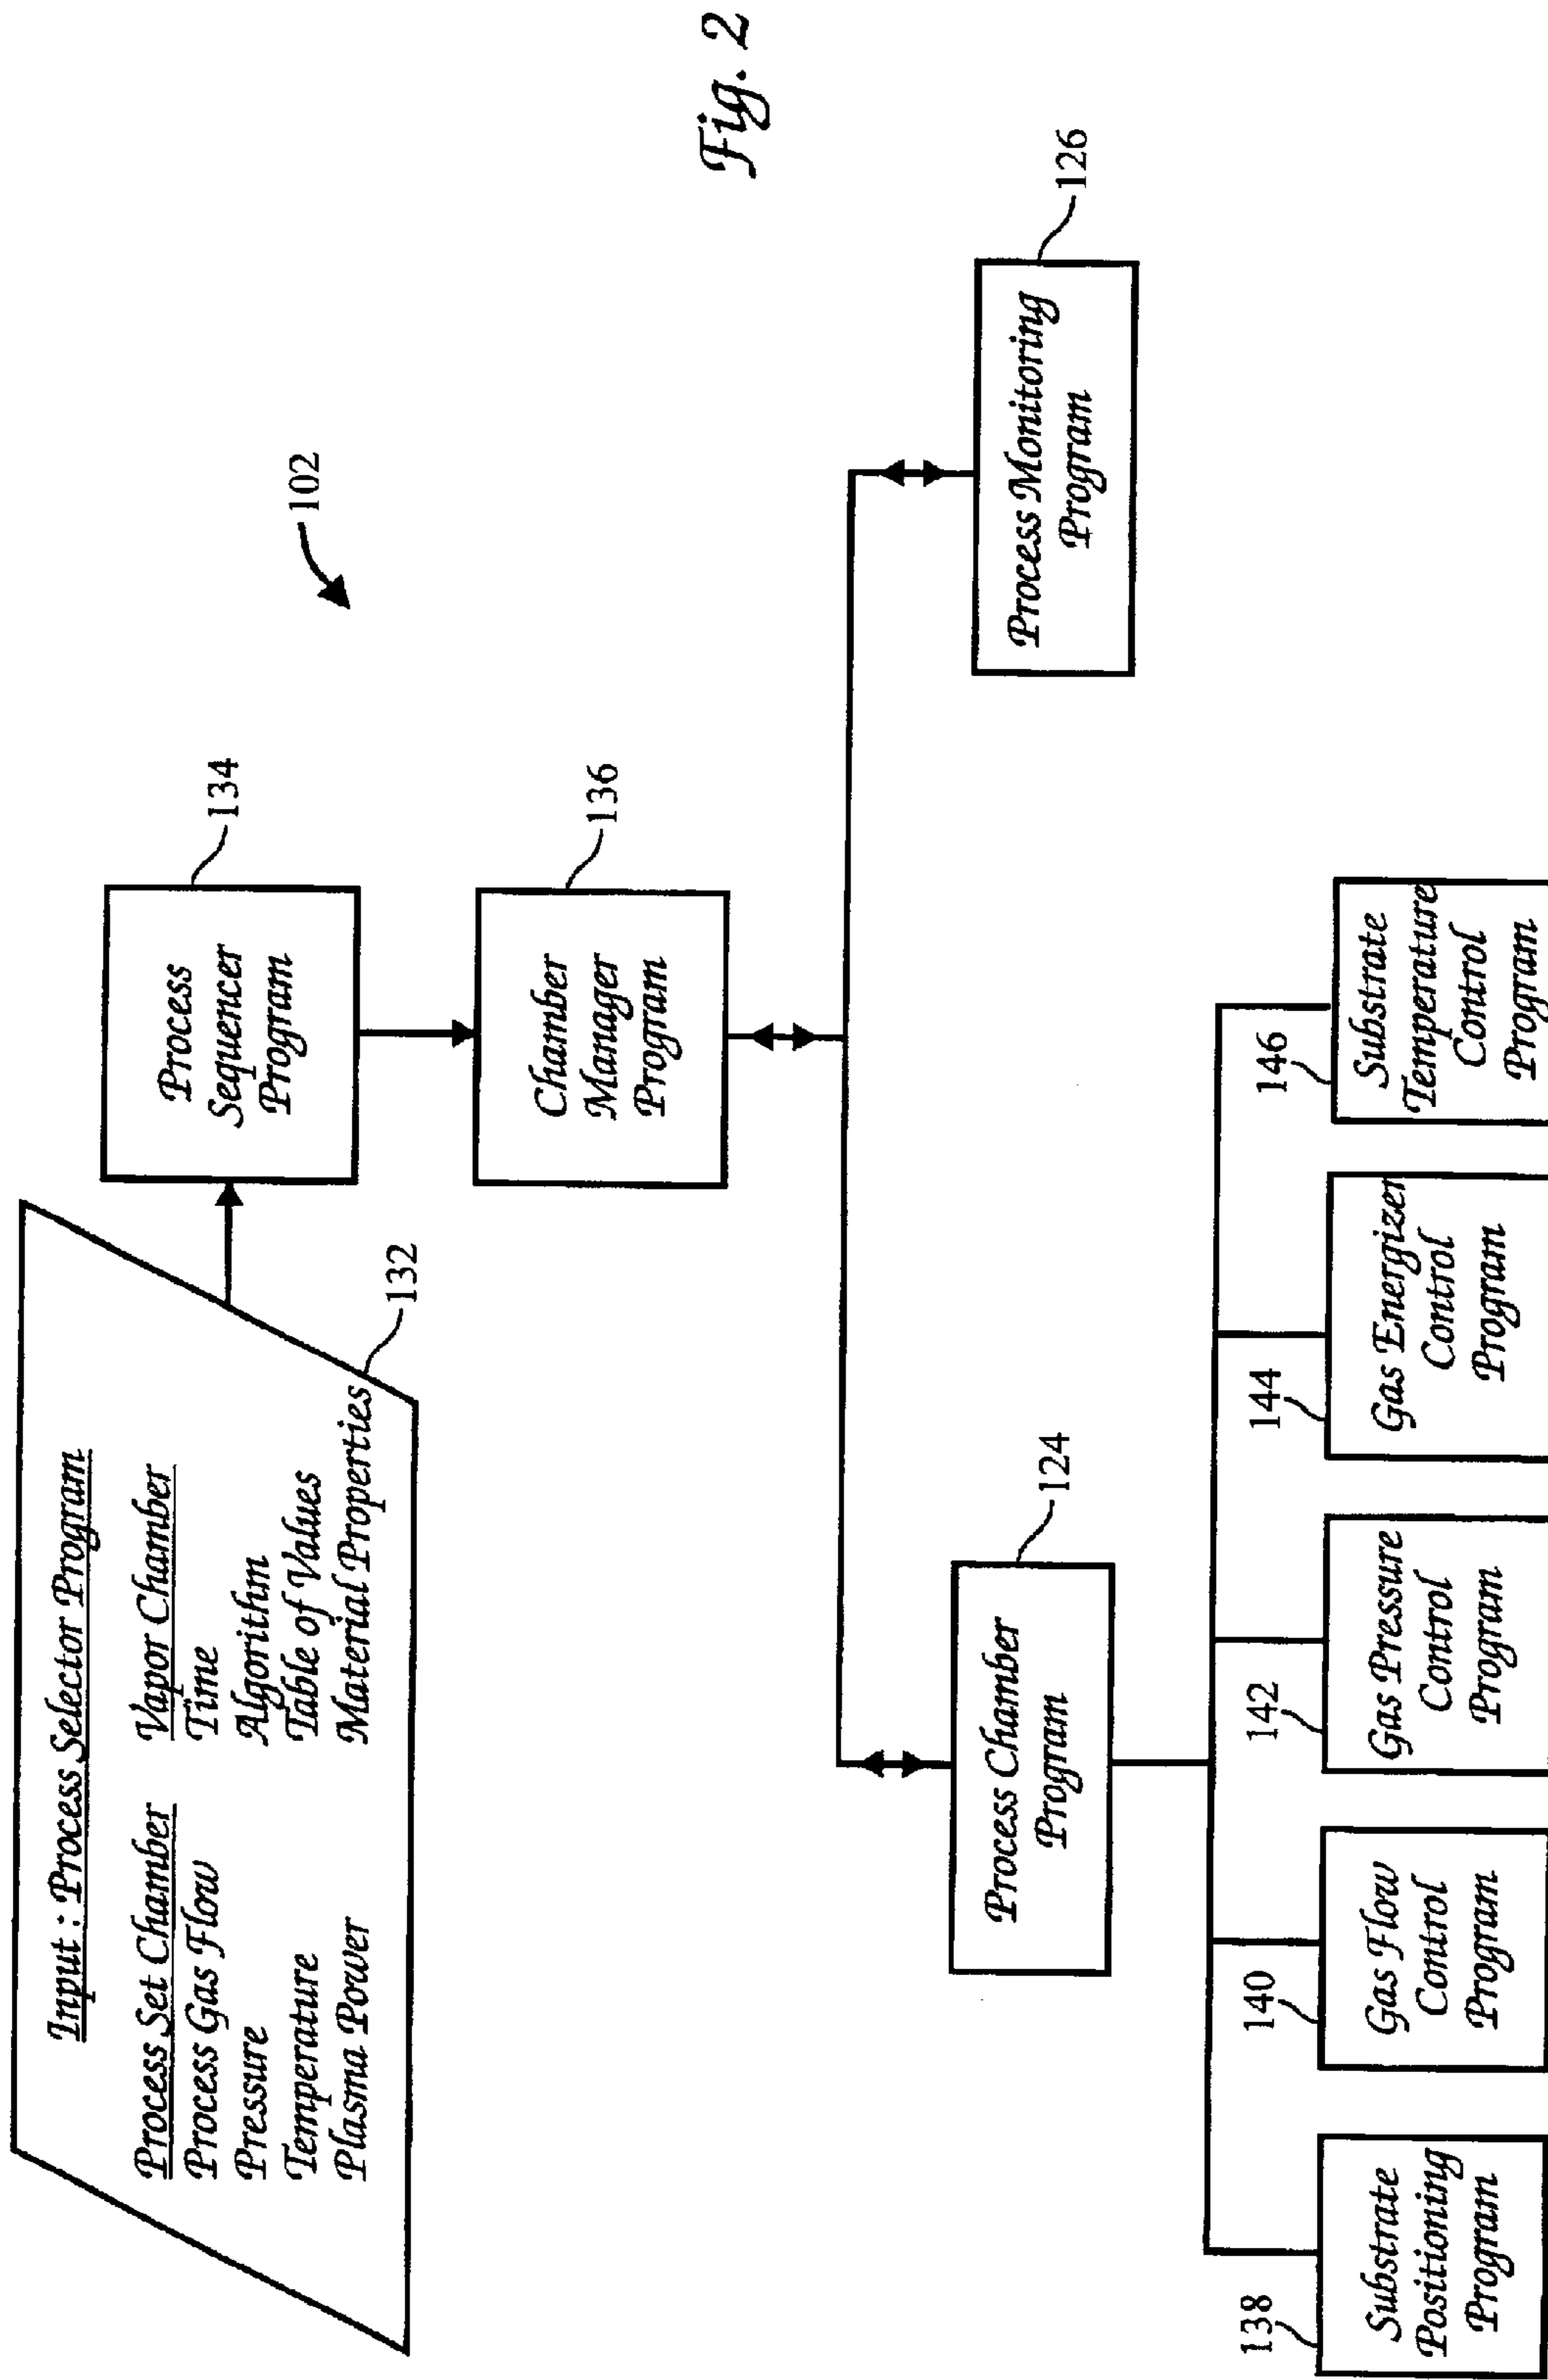 Input : Process Selector Program
Process Set Chamber
Process Gas Flow
Pressure
Temperature
Plasma Power
Vapor Chamber
Time
Algorithm
Table of Values
Material Properties
132
Process
Sequencer
Program
134
102
Chamber
Manager
Program
136
Fig. 2
Process Chamber
Program
124
Process Monitoring
Program
126
138
Substrate
Positioning
Program
140
Gas Flow
Control
Program
142
Gas Pressure
Control
Program
144
Gas Energizer
Control
Program
146
Substrate
Temperature
Control
Program